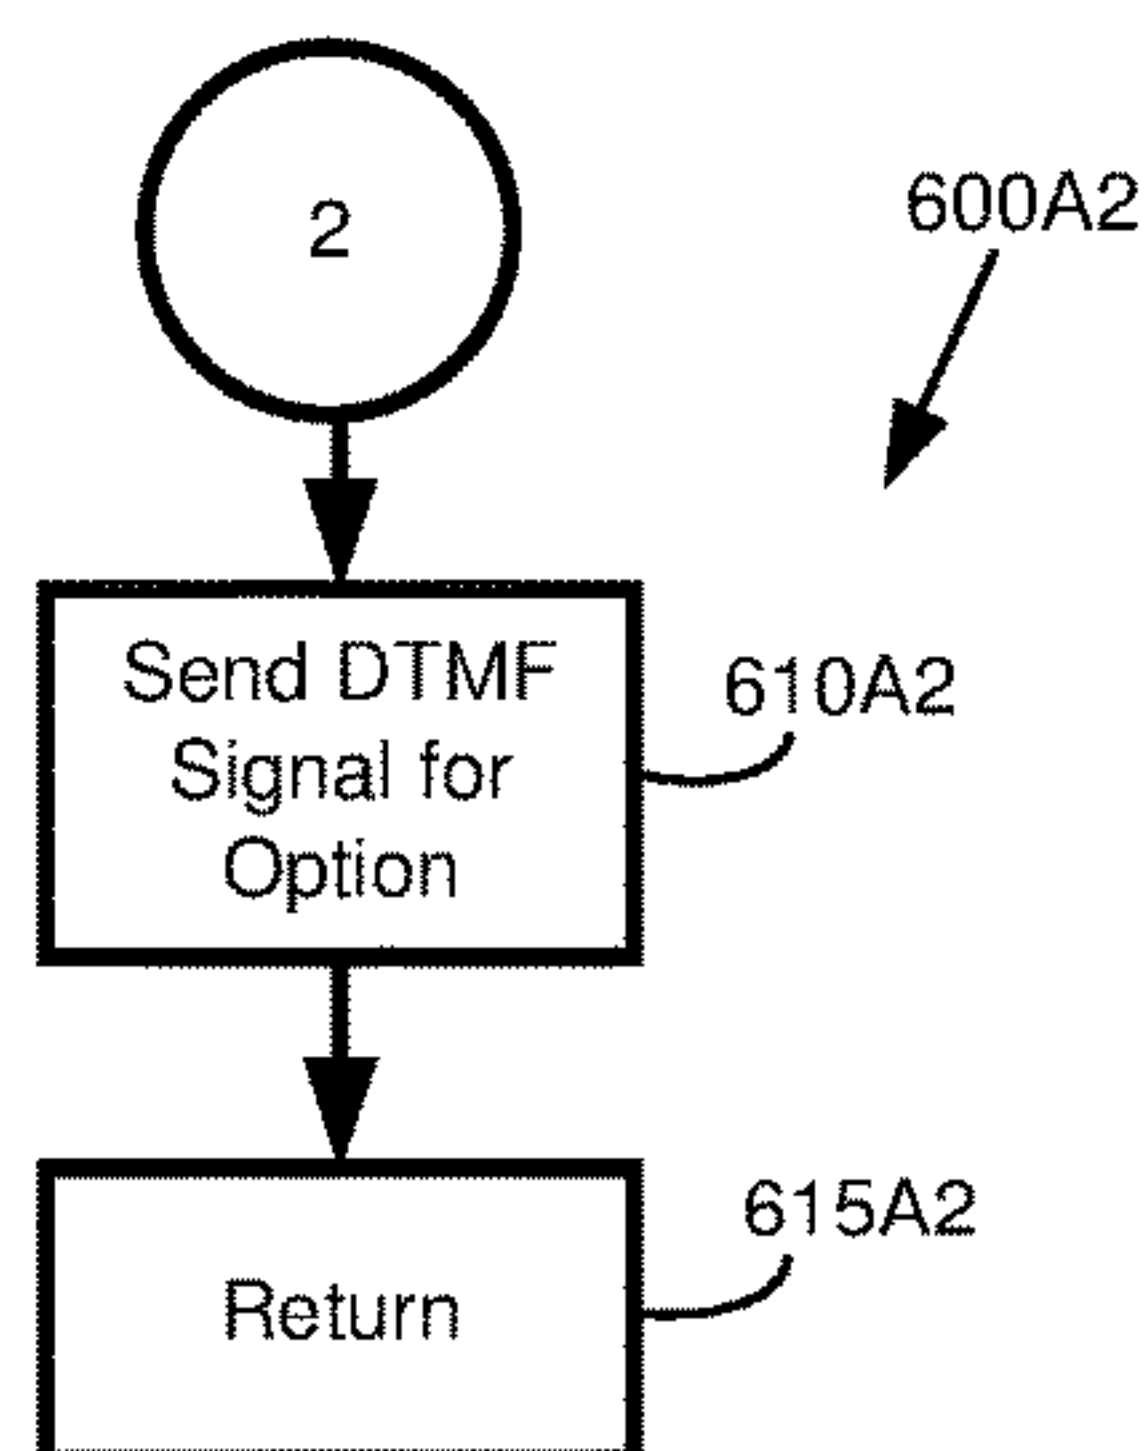 2
600A2
Send DTMF
Signal for
Option
610A2
615A2
Return